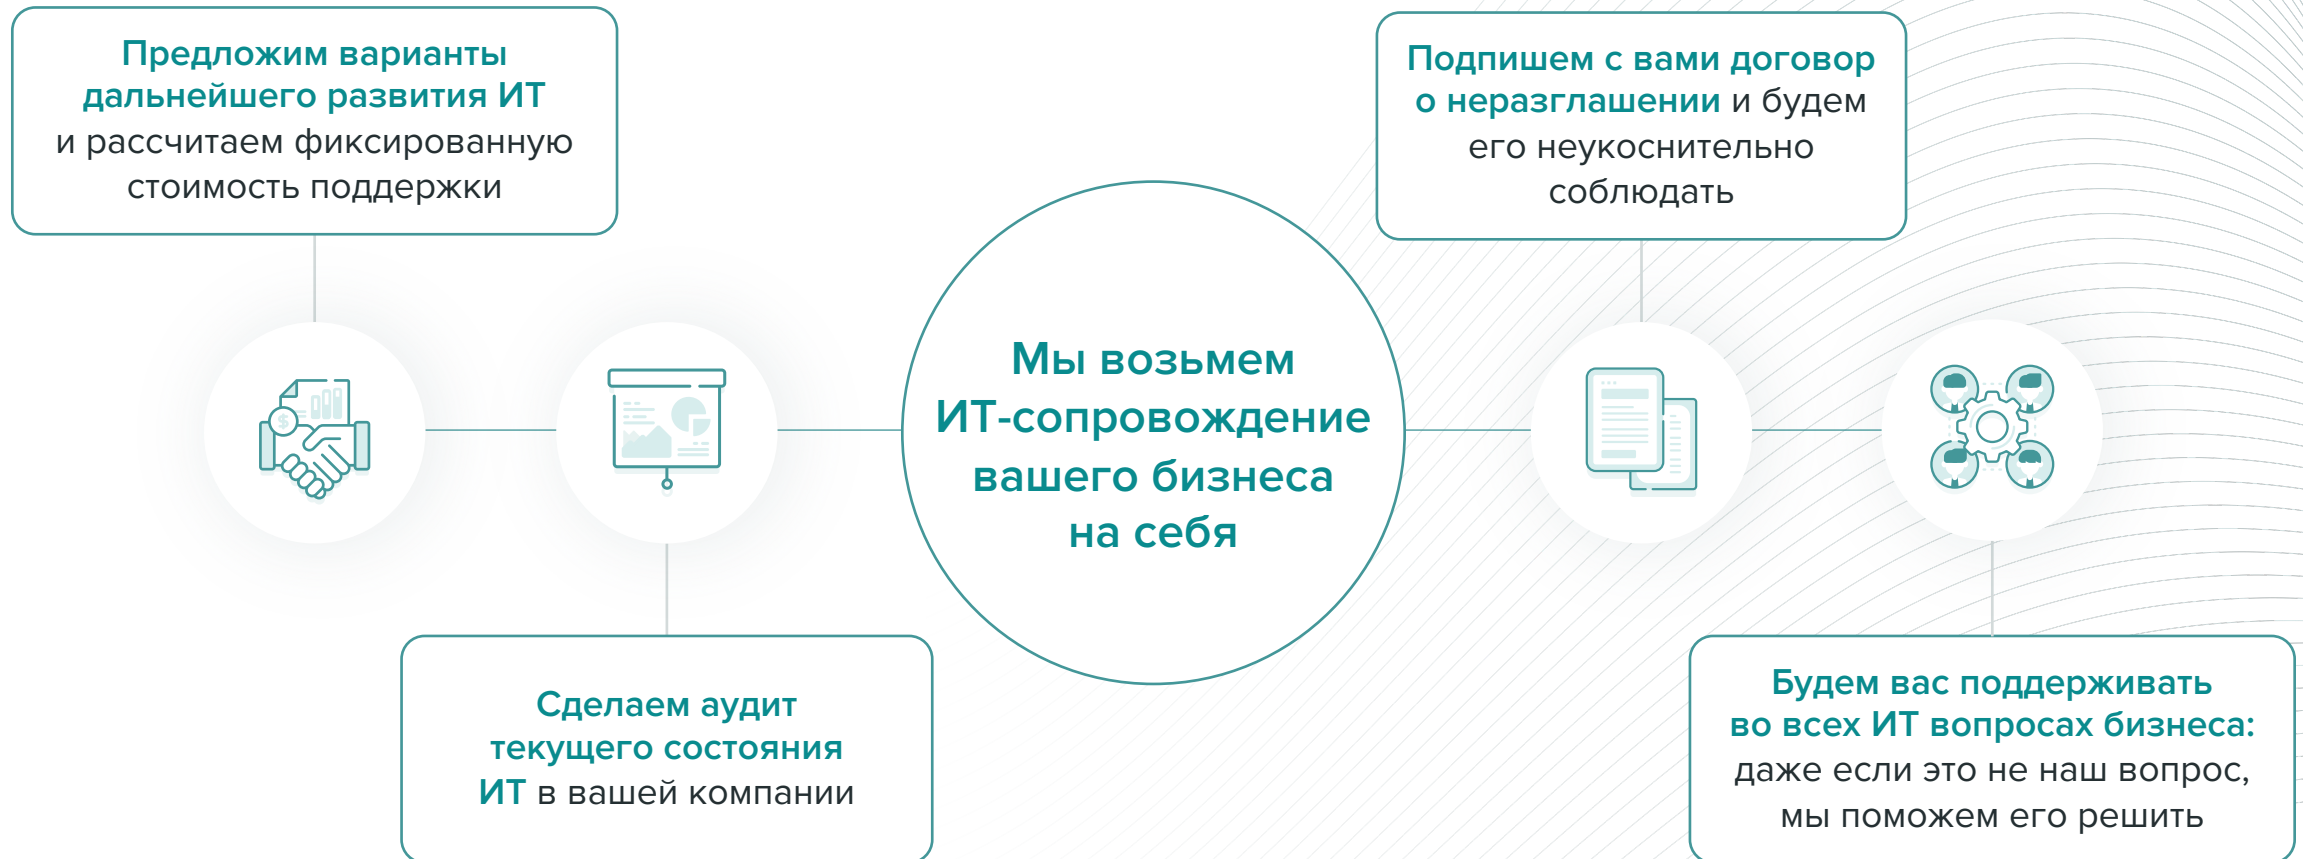 Предложим варианты
дальнейшего развития ИТ
и рассчитаем фиксированную
стоимость поддержки
Подпишем с вами договор
о неразглашении и будем
его неукоснительно
соблюдать
$
Мы возьмем
ИТ-сопровождение
вашего бизнеса
на себя
Сделаем аудит
текущего состояния
ИТ в вашей компании
Будем вас поддерживать
во всех ИТ вопросах бизнеса:
даже если это не наш вопрос,
мы поможем его решить